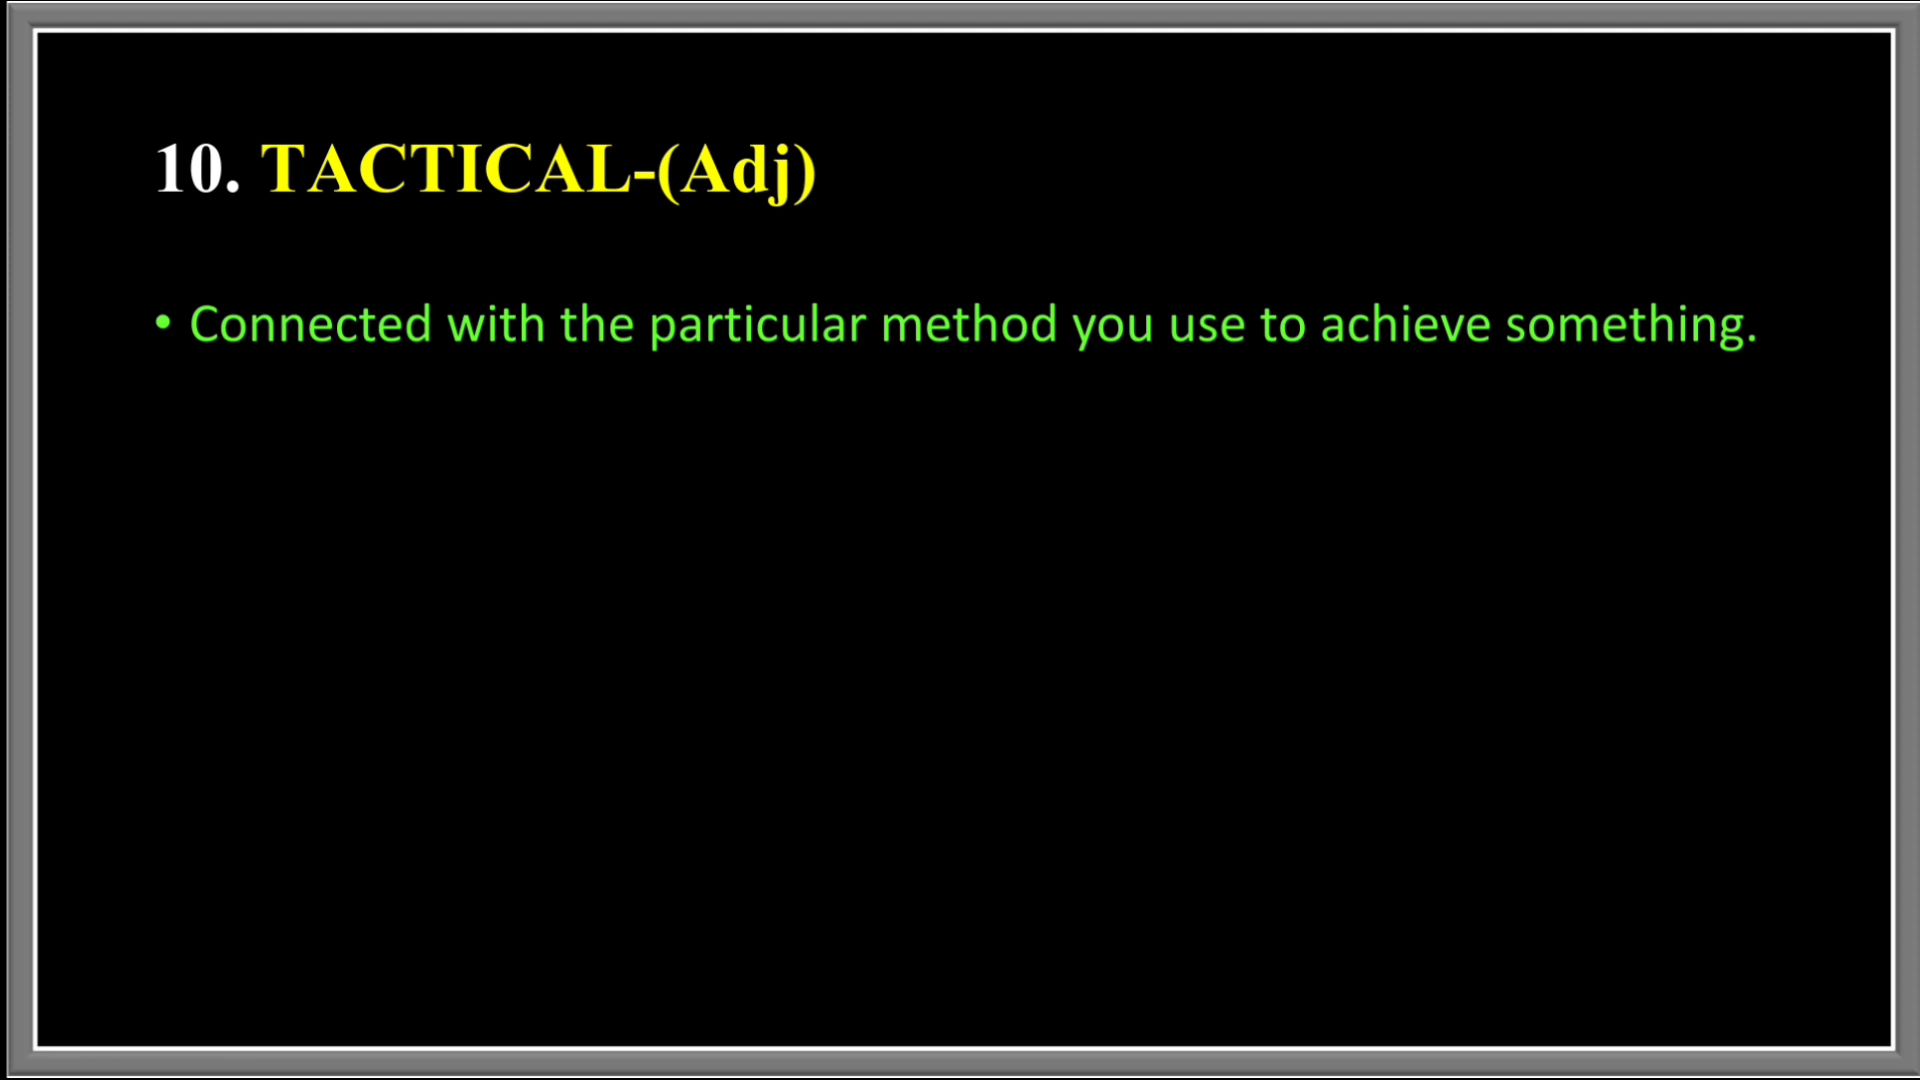 10. TACTICAL-(Adj)
• Connected with the particular method you use to achieve something.